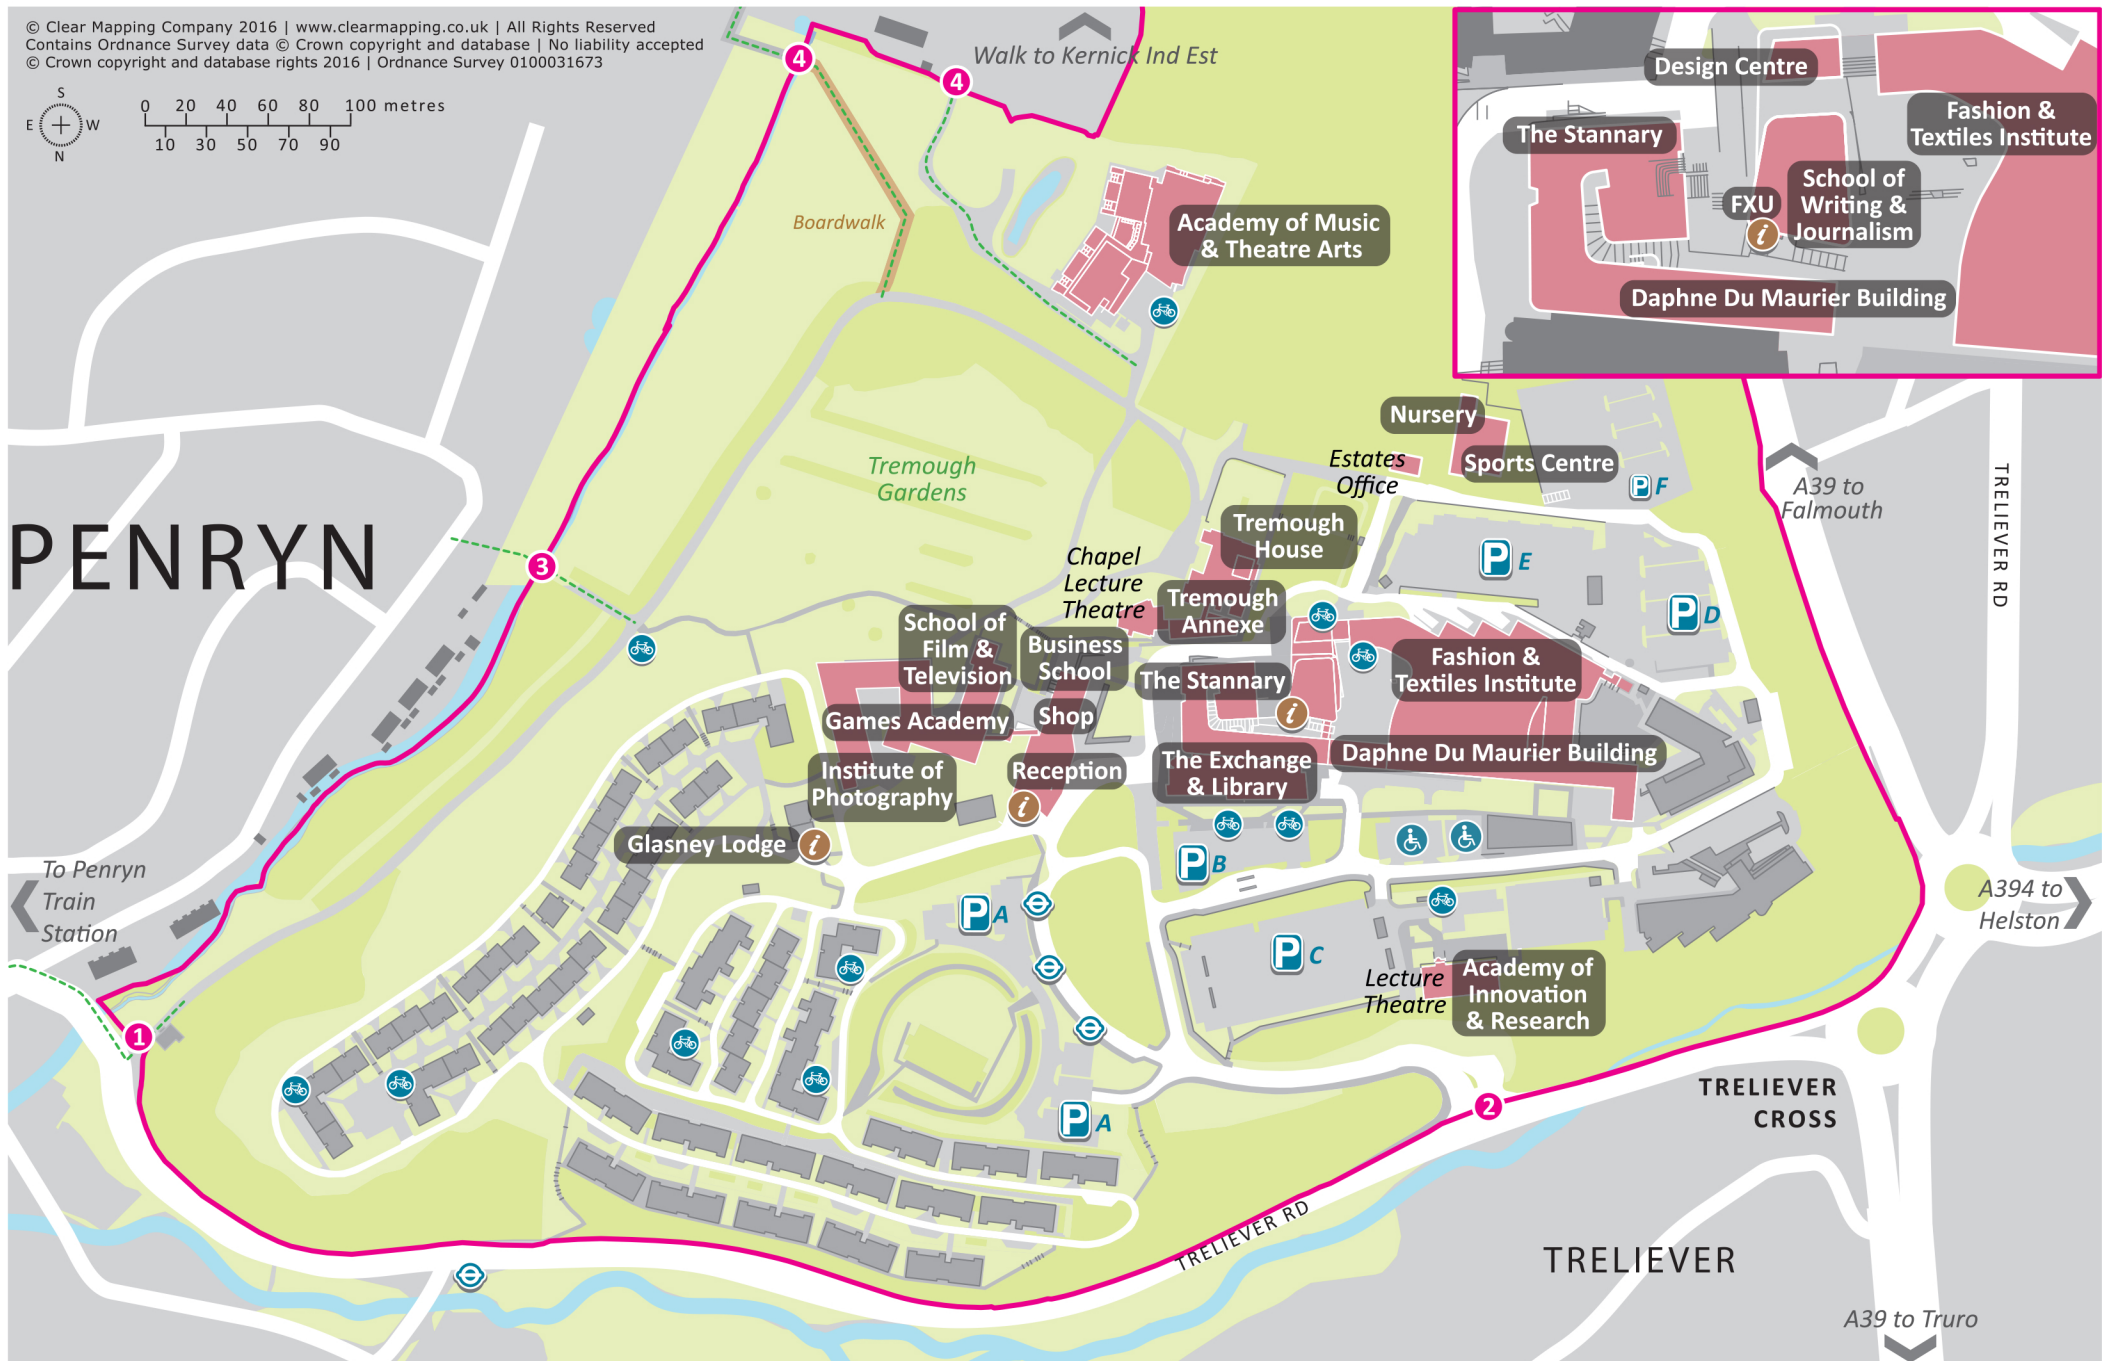 © Clear Mapping Company 2016 | www.clearmapping.co.uk | All Rights Reserved
Contains Ordnance Survey data © Crown copyright and database | No liability accepted
© Crown copyright and database rights 2016 | Ordnance Survey 0100031673
S
E
W
N
0 20 40 60 80 100 metres
10 30 50 70 90
4
4
Walk to Kernick Ind Est
Boardwalk
Academy of Music
& Theatre Arts
Design Centre
Fashion &
Textiles Institute
The Stannary
School of
Writing &
Journalism
FXU
i
Daphne Du Maurier Building
Nursery
Sports Centre
Estates
Office
P F
A39 to
Falmouth
TRELIEVER RD
Tremough
Gardens
PENRYN
3
Tremough
House
Chapel
Lecture
Theatre
Tremough
Annexe
P E
P D
School of
Film &
Television
Business
School
The Stannary
Fashion &
Textiles Institute
Games Academy
Shop
i
Institute of
Photography
Reception
i
The Exchange
& Library
Daphne Du Maurier Building
Glasney Lodge
i
P B
To Penryn
Train
Station
P A
P C
A394 to
Helston
Lecture
Theatre
Academy of
Innovation
& Research
1
P A
2
TRELIEVER
CROSS
TRELIEVER RD
TRELIEVER
A39 to Truro